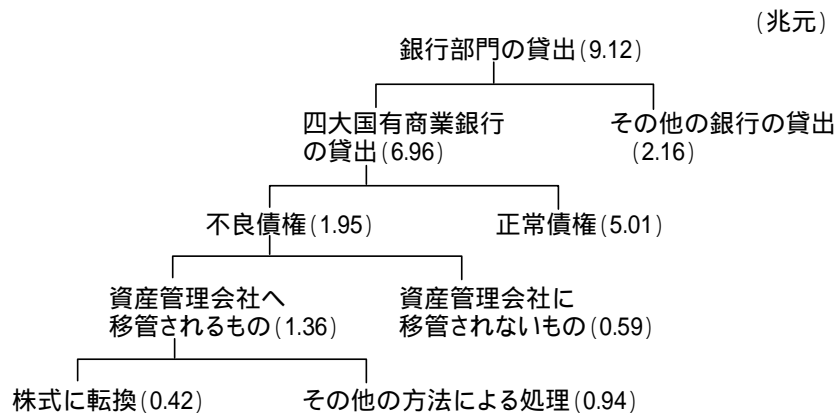 (兆元)
銀行部門の貸出(9.12)
四大国有商業銀行
の貸出(6.96)
その他の銀行の貸出
(2.16)
不良債権(1.95)
正常債権(5.01)
資産管理会社へ
移管されるもの(1.36)
資産管理会社に
移管されないもの(0.59)
株式に転換(0.42)
その他の方法による処理(0.94)